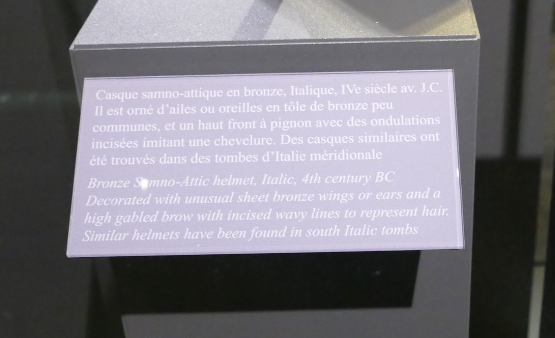 Casque samno-attique en bronze, Italique, IVe siècle av. J.C.
Il est orné d'ailes ou oreilles en tôle de bronze peu
communes, et un haut front à pignon avec des ondulations
incisées imitant une chevelure. Des casques similaires ont
été trouvés dans des tombes d'Italie méridionale
Bronze Samno-Attic helmet, Italic, 4th century BC
Decorated with unusual sheet bronze wings or ears and a
high gabled brow with incised wavy lines to represent hair.
Similar helmets have been found in south Italic tombs